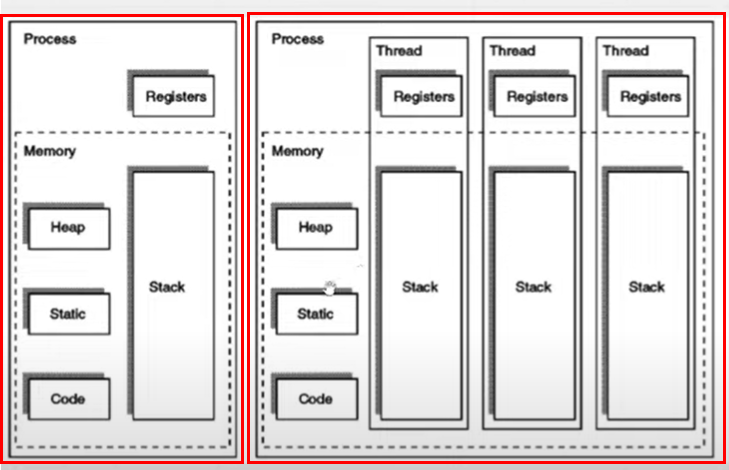 Process
Registers
Memory
Heap
Stack
Static
Code
Process
Thread
Thread
Thread
Registers
Registers
Registers
Memory
Heap
Static
Stack
Stack
Stack
Code